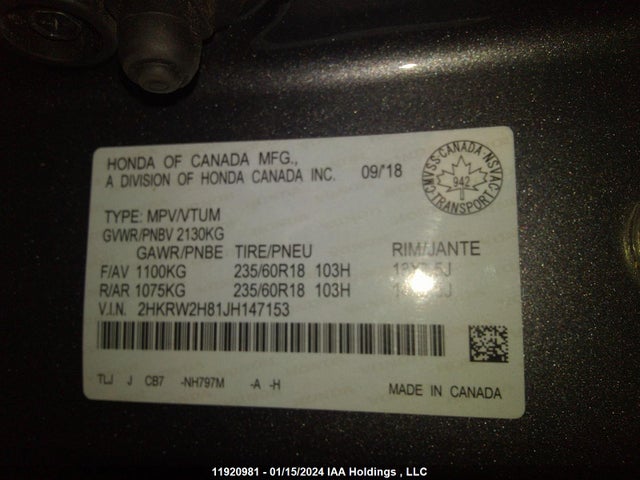 HONDA OF CANADA MFG.,
A DIVISION OF HONDA CANADA INC. 09/'18
CANADA
CMVSS NSVAC
942
TRANSPORT
TYPE: MPV/VTUM
GVWR/PNBV 2130KG
GAWR/PNBE TIRE/PNEU RIM/JANTE
F/AV 1100KG 235/60R18 103H
R/AR 1075KG 235/60R18 103H
V.I.N. 2HKRW2H81JH147153
TLJ J CB7 -NH797M -A -H
MADE IN CANADA
11920981 - 01/15/2024 IAA Holdings , LLC